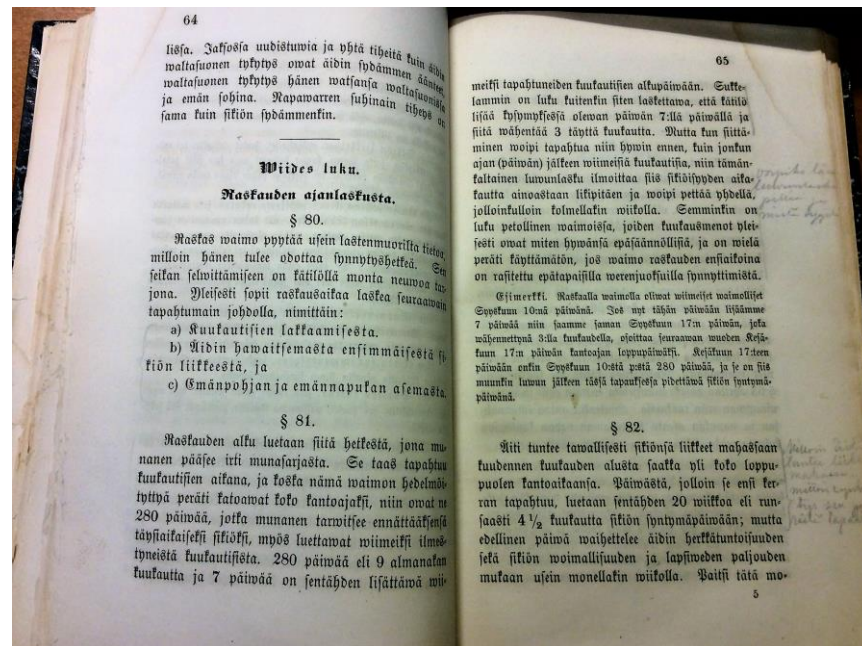 64
lissa. Jaksossa uudistuwia ja yhtä tiheitä kuin äidin
waltasuonen tykytys owat äidin sydämmen äänteet,
waltasuonen tykytys hänen watsansa waltasuonissa
ja emän sohina. Napawarren suhinain tiheys on
sama kuin sikiön sydämmenkin.
Wiides luku.
Raskauden ajanlaskusta.
§ 80.
Raskas waimo pyytää usein lastenmuorilta tietoa,
milloin hänen tulee odottaa synnytyshetkeä. Sen
seikan selwittämiseen on kätilöllä monta neuwoa tar-
jona. Yleisesti sopii raskausaikaa laskea seuraawain
tapahtumain johdolla, nimittäin:
a) Kuukautisien lakkaamisesta.
b) Äidin hawaitsemasta ensimmäisestä si-
kiön liikkeestä, ja
c) Emänpohjan ja emännapukan asemasta.
§ 81.
Raskauden alku luetaan siitä hetkestä, jona mu-
nanen pääsee irti munasarjasta. Se taas tapahtuu
kuukautisien aikana, ja koska nämä waimon hedelmöi-
tyttyä peräti katoawat koko kantoajaksi, niin owat ne
280 päiwää, jotka munanen tarwitsee ennättääksensä
täysiaikaiseksi sikiöksi, myös luettawat wiimeiksi ilmes-
tyneistä kuukautisista. 280 päiwää eli 9 almanakan
kuukautta ja 7 päiwää on sentähden lisättäwä wii-
65
meiksi tapahtuneiden kuukautisien alkupäiwään. Sukke-
lammin on luku kuitenkin siten laskettawa, että kätilö
lisää kysymyksessä olewan päiwän 7:llä päiwällä ja
siitä wähentää 3 täyttä kuukautta. Mutta kun siittä-
minen woipi tapahtua niin hywin ennen, kuin jonkun
ajan (päiwän) jälkeen wiimeisiä kuukautisia, niin tämän-
kaltainen luwunlasku ilmoittaa siis sikiöisyyden aika-
kautta ainoastaan likipitäen ja woipi pettää yhdellä,
jolloinkulloin kolmellakin wiikolla. Semminkin on
luku petollinen waimoissa, joiden kuukausmenot ylei-
sesti owat miten hywänsä epäsäännöllisiä, ja on wielä
peräti käyttämätön, jos waimo raskauden ensiaikoina
on rasitettu epätapaisilla werenjuoksuilla synnyttimistä.
Esimerkki. Raskaalla waimolla oliwat wiimeiset waimolliset
Syyskuun 10:nä päiwänä. Jos nyt tähän päiwään lisäämme
7 päiwää niin saamme saman Syyskuun 17:n päiwän, joka
wähennettynä 3:lla kuukaudella, osoittaa seuraawan wuoden Kesä-
kuun 17:n päiwän kantoajan loppupäiwäksi. Kesäkuun 17:teen
päiwään onkin Syyskuun 10:stä p:stä 280 päiwää, ja se on siis
muunkin luwun jälkeen tässä tapauksessa pidettäwä sikiön syntymä-
päiwänä.
§ 82.
Äiti tuntee tawallisesti sikiönsä liikkeet mahassaan
kuudennen kuukauden alusta saakka yli koko loppu-
puolen kantoaikaansa. Päiwästä, jolloin se ensi ker-
ran tapahtuu, luetaan sentähden 20 wiikkoa eli run-
saasti 4 1/2 kuukautta sikiön syntymäpäiwään; mutta
edellinen päiwä waihettelee äidin herkkätuntoisuuden
sekä sikiön woimallisuuden ja lapsiweden paljouden
mukaan usein monellakin wiikolla. Paitsi tätä mo-
5